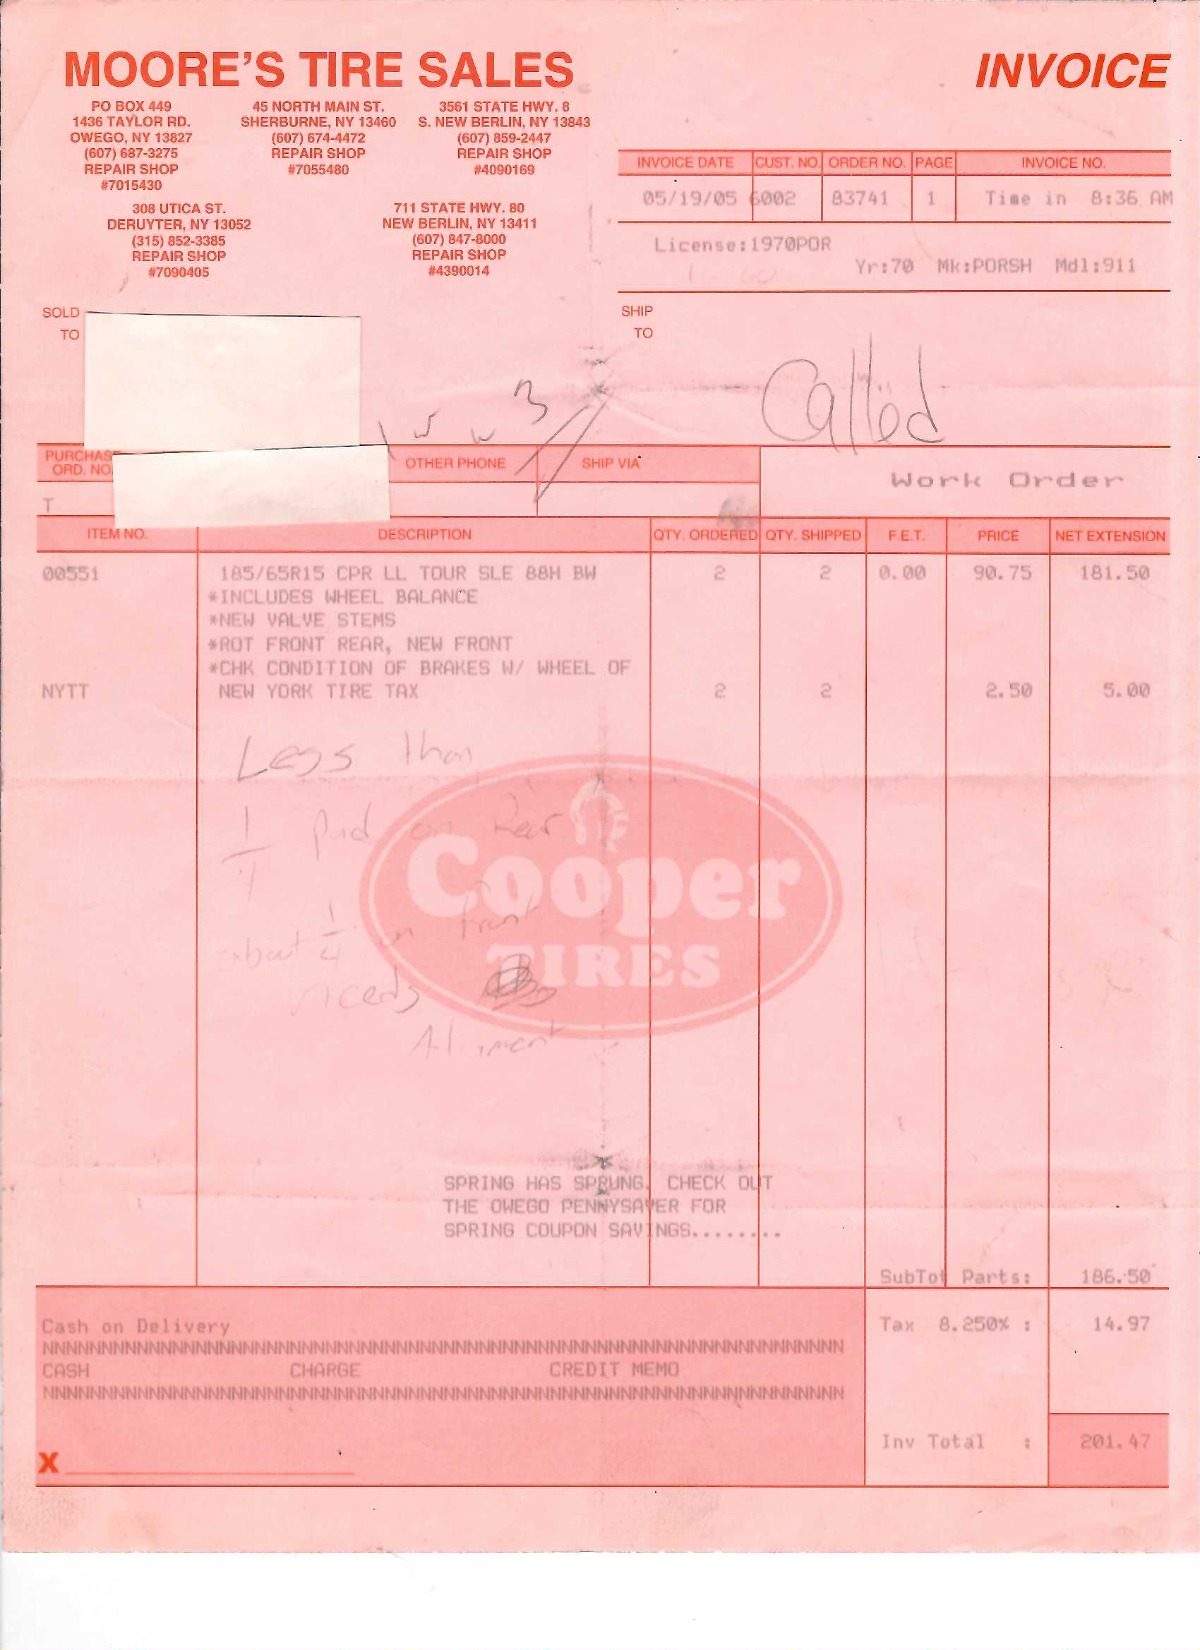 MOORE'S TIRE SALES
INVOICE
PO BOX 449
1436 TAYLOR RD.
OWEGO, NY 13827
(607) 687-3275
REPAIR SHOP
#7015430
45 NORTH MAIN ST.
SHERBURNE, NY 13460
(607) 674-4472
REPAIR SHOP
#7055480
3561 STATE HWY. 8
S. NEW BERLIN, NY 13843
(607) 859-2447
REPAIR SHOP
#4090169
308 UTICA ST.
DERUYTER, NY 13052
(315) 852-3385
REPAIR SHOP
#7090405
711 STATE HWY. 80
NEW BERLIN, NY 13411
(607) 847-8000
REPAIR SHOP
#4390014
INVOICE DATE CUST. NO. ORDER NO. PAGE INVOICE NO.
05/19/05 6002 83741 1 Time in 8:36 AM
License:1970POR
Yr:70 Mk:PORSH Mdl:911
SOLD TO
SHIP TO
Called
PURCHAS ORD. NO. OTHER PHONE SHIP VIA
Work Order
T
ITEM NO. DESCRIPTION QTY. ORDERED QTY. SHIPPED F.E.T. PRICE NET EXTENSION
00551 185/65R15 CPR LL TOUR SLE 88H BW 2 2 0.00 90.75 181.50
*INCLUDES WHEEL BALANCE
*NEW VALVE STEMS
*ROT FRONT REAR, NEW FRONT
*CHK CONDITION OF BRAKES W/ WHEEL OF
NYTT NEW YORK TIRE TAX 2 2 2.50 5.00
Less than
1/4 pad on Rear
about 1/4 on front
needs
Aliment
Cooper
TIRES
SPRING HAS SPRUNG, CHECK OUT
THE OWEGO PENNYSAVER FOR
SPRING COUPON SAVINGS........
SubTot Parts: 186.50
Cash on Delivery
Tax 8.250% : 14.97
NNNNNNNNNNNNNNNNNNNNNNNNNNNNNNNNNNNNNNNNNNNNNNNNNNNNNNNNNNNNNNNNNNNNNNNN
CASH CHARGE CREDIT MEMO
NNNNNNNNNNNNNNNNNNNNNNNNNNNNNNNNNNNNNNNNNNNNNNNNNNNNNNNNNNNNNNNNNNNNNNNN
Inv Total : 201.47
X